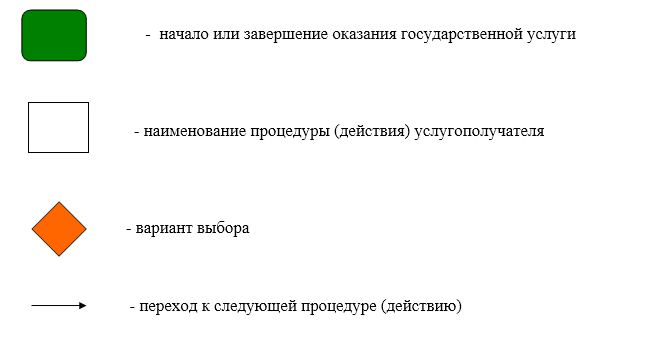 - начало или завершение оказания государственной услуги
- наименование процедуры (действия) услугополучателя
- вариант выбора
- переход к следующей процедуре (действию)